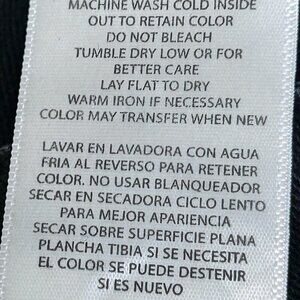 MACHINE WASH COLD INSIDE
OUT TO RETAIN COLOR
DO NOT BLEACH
TUMBLE DRY LOW OR FOR
BETTER CARE
LAY FLAT TO DRY
WARM IRON IF NECESSARY
COLOR MAY TRANSFER WHEN NEW
LAVAR EN LAVADORA CON AGUA
FRIA AL REVERSO PARA RETENER
COLOR. NO USAR BLANQUEADOR
SECAR EN SECADORA CICLO LENTO
PARA MEJOR APARIENCIA
SECAR SOBRE SUPERFICIE PLANA
PLANCHA TIBIA SI SE NECESITA
EL COLOR SE PUEDE DESTENIR
SI ES NUEVO